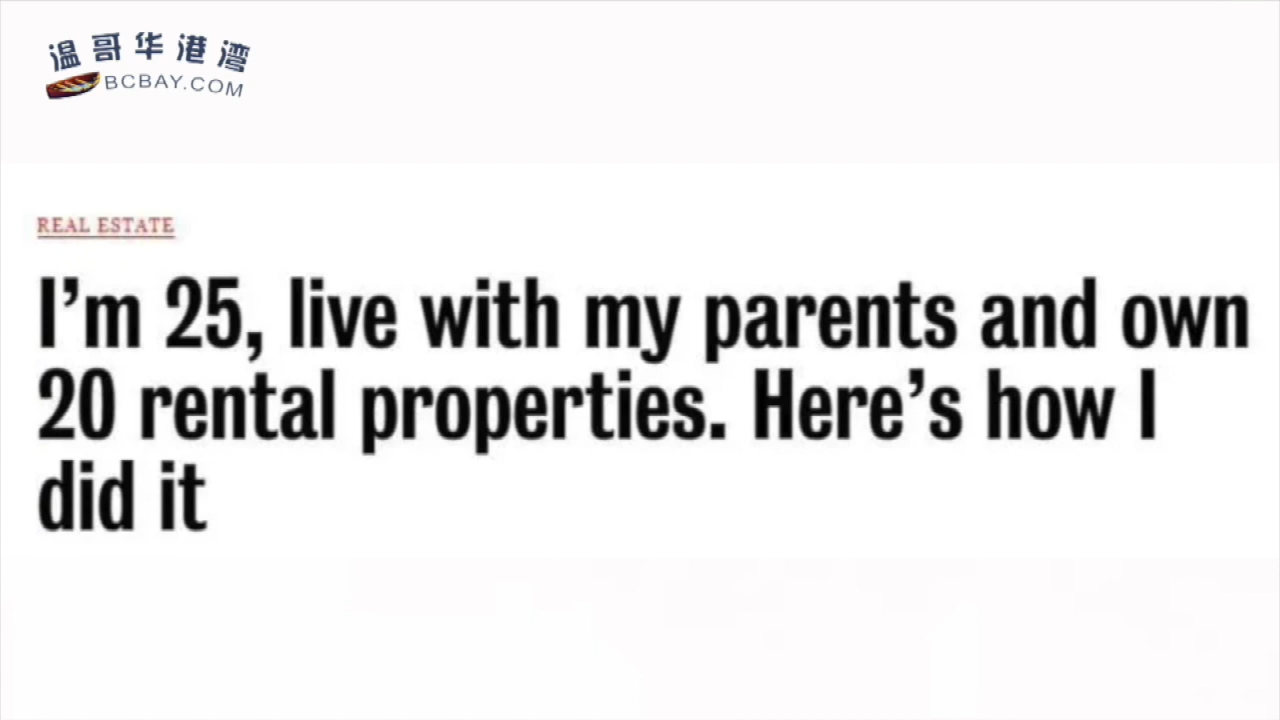 温哥华港湾
BCBAY.COM
REAL ESTATE
I’m 25, live with my parents and own
20 rental properties. Here’s how I
did it